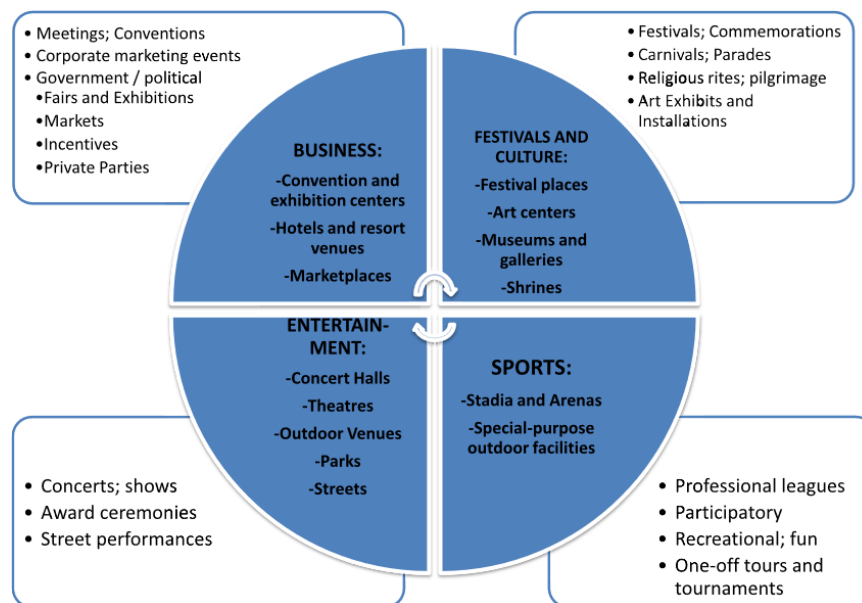 • Meetings; Conventions
• Corporate marketing events
• Government / political
•Fairs and Exhibitions
•Markets
•Incentives
•Private Parties
• Festivals; Commemorations
• Carnivals; Parades
• Religious rites; pilgrimage
• Art Exhibits and
Installations
BUSINESS:
-Convention and
exhibition centers
-Hotels and resort
venues
-Marketplaces
FESTIVALS AND
CULTURE:
-Festival places
-Art centers
-Museums and
galleries
-Shrines
ENTERTAIN-
MENT:
-Concert Halls
-Theatres
-Outdoor Venues
-Parks
-Streets
SPORTS:
-Stadia and Arenas
-Special-purpose
outdoor facilities
• Concerts; shows
• Award ceremonies
• Street performances
• Professional leagues
• Participatory
• Recreational; fun
• One-off tours and
tournaments